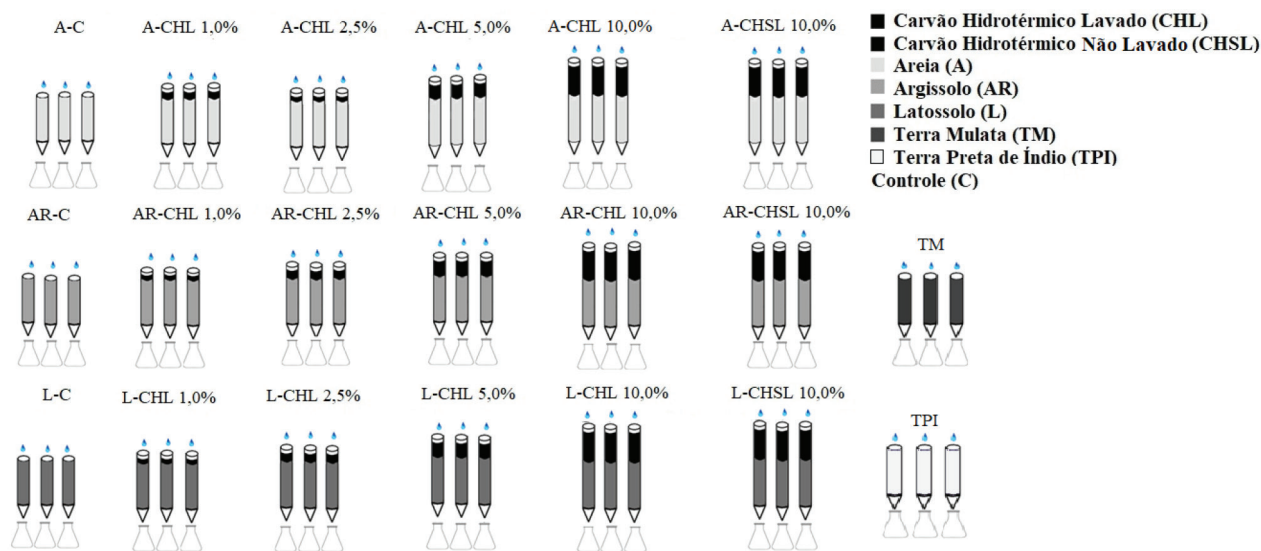 A-C
A-CHL 1,0%
A-CHL 2,5%
A-CHL 5,0%
A-CHL 10,0%
A-CHSL 10,0%
Carvão Hidrotérmico Lavado (CHL)
Carvão Hidrotérmico Não Lavado (CHSL)
Areia (A)
Argissolo (AR)
Latossolo (L)
Terra Mulata (TM)
Terra Preta de Índio (TPI)
Controle (C)
AR-C
AR-CHL 1,0%
AR-CHL 2,5%
AR-CHL 5,0%
AR-CHL 10,0%
AR-CHSL 10,0%
TM
L-C
L-CHL 1,0%
L-CHL 2,5%
L-CHL 5,0%
L-CHL 10,0%
L-CHSL 10,0%
TPI